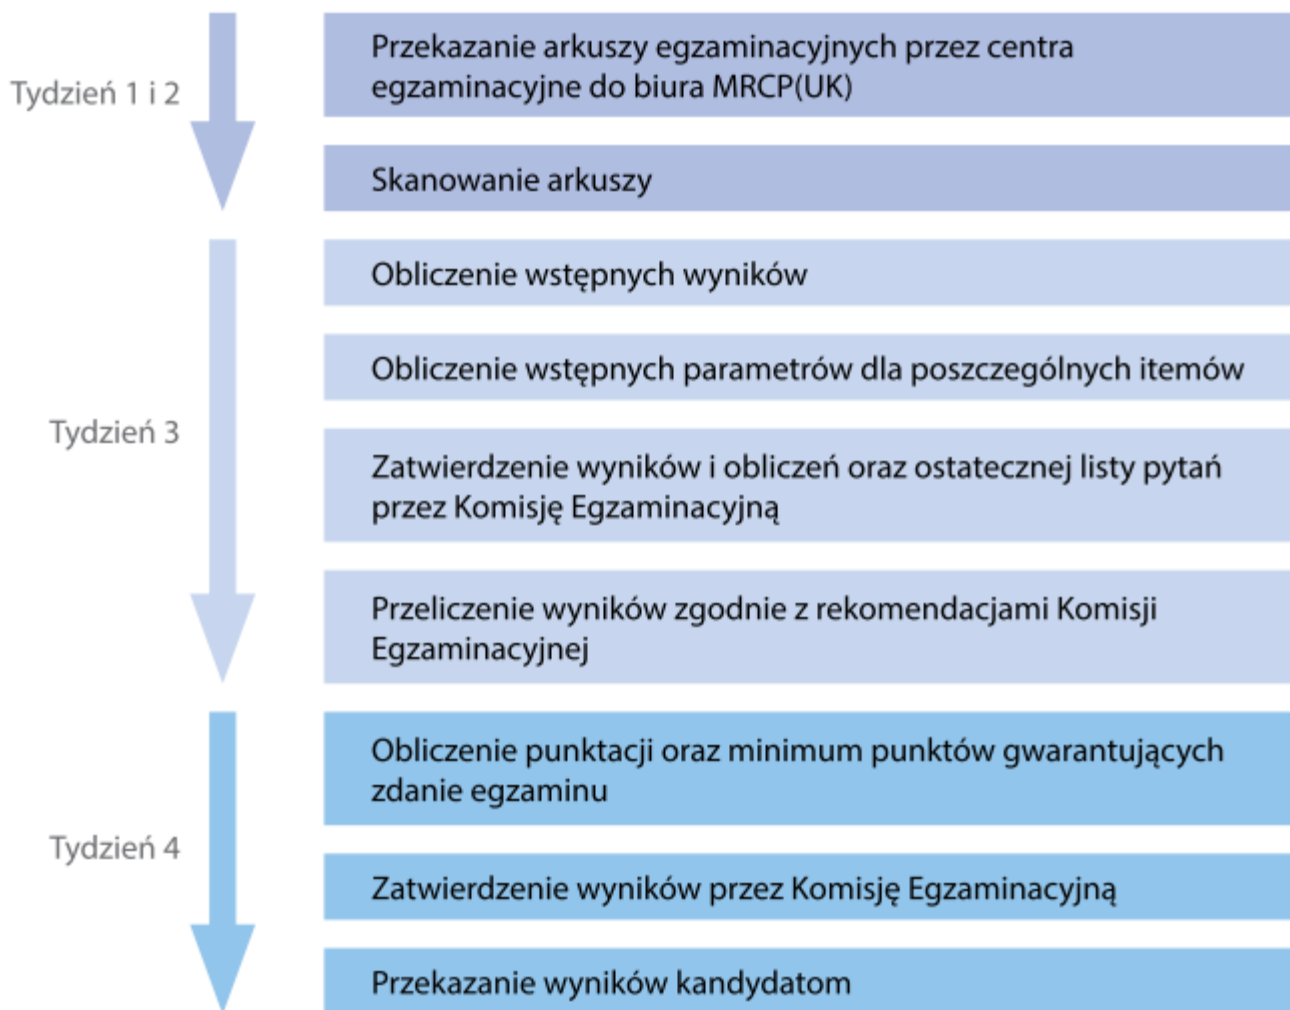 Tydzień 1 i 2
Przekazanie arkuszy egzaminacyjnych przez centra
egzaminacyjne do biura MRCP(UK)
Skanowanie arkuszy
Tydzień 3
Obliczenie wstępnych wyników
Obliczenie wstępnych parametrów dla poszczególnych itemów
Zatwierdzenie wyników i obliczeń oraz ostatecznej listy pytań
przez Komisję Egzaminacyjną
Przeliczenie wyników zgodnie z rekomendacjami Komisji
Egzaminacyjnej
Tydzień 4
Obliczenie punktacji oraz minimum punktów gwarantujących
zdanie egzaminu
Zatwierdzenie wyników przez Komisję Egzaminacyjną
Przekazanie wyników kandydatom